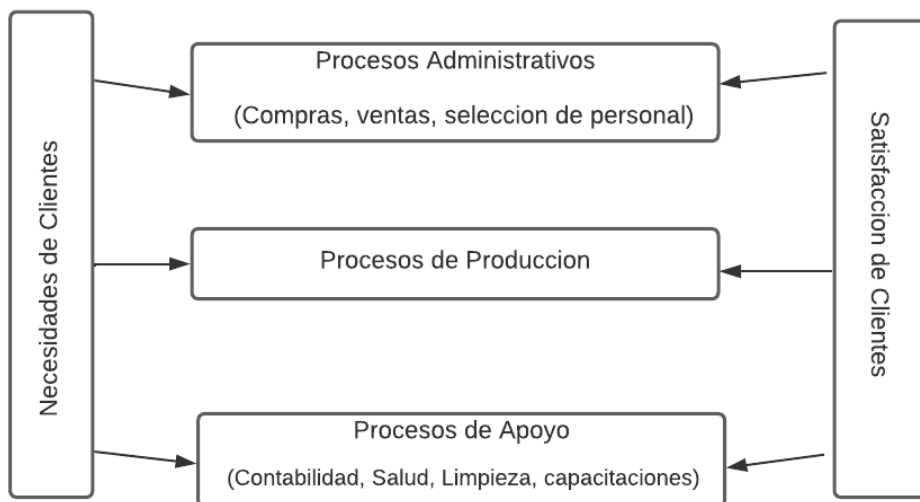 Necesidades de Clientes
Procesos Administrativos
(Compras, ventas, seleccion de personal)
Procesos de Produccion
Procesos de Apoyo
(Contabilidad, Salud, Limpieza, capacitaciones)
Satisfaccion de Clientes